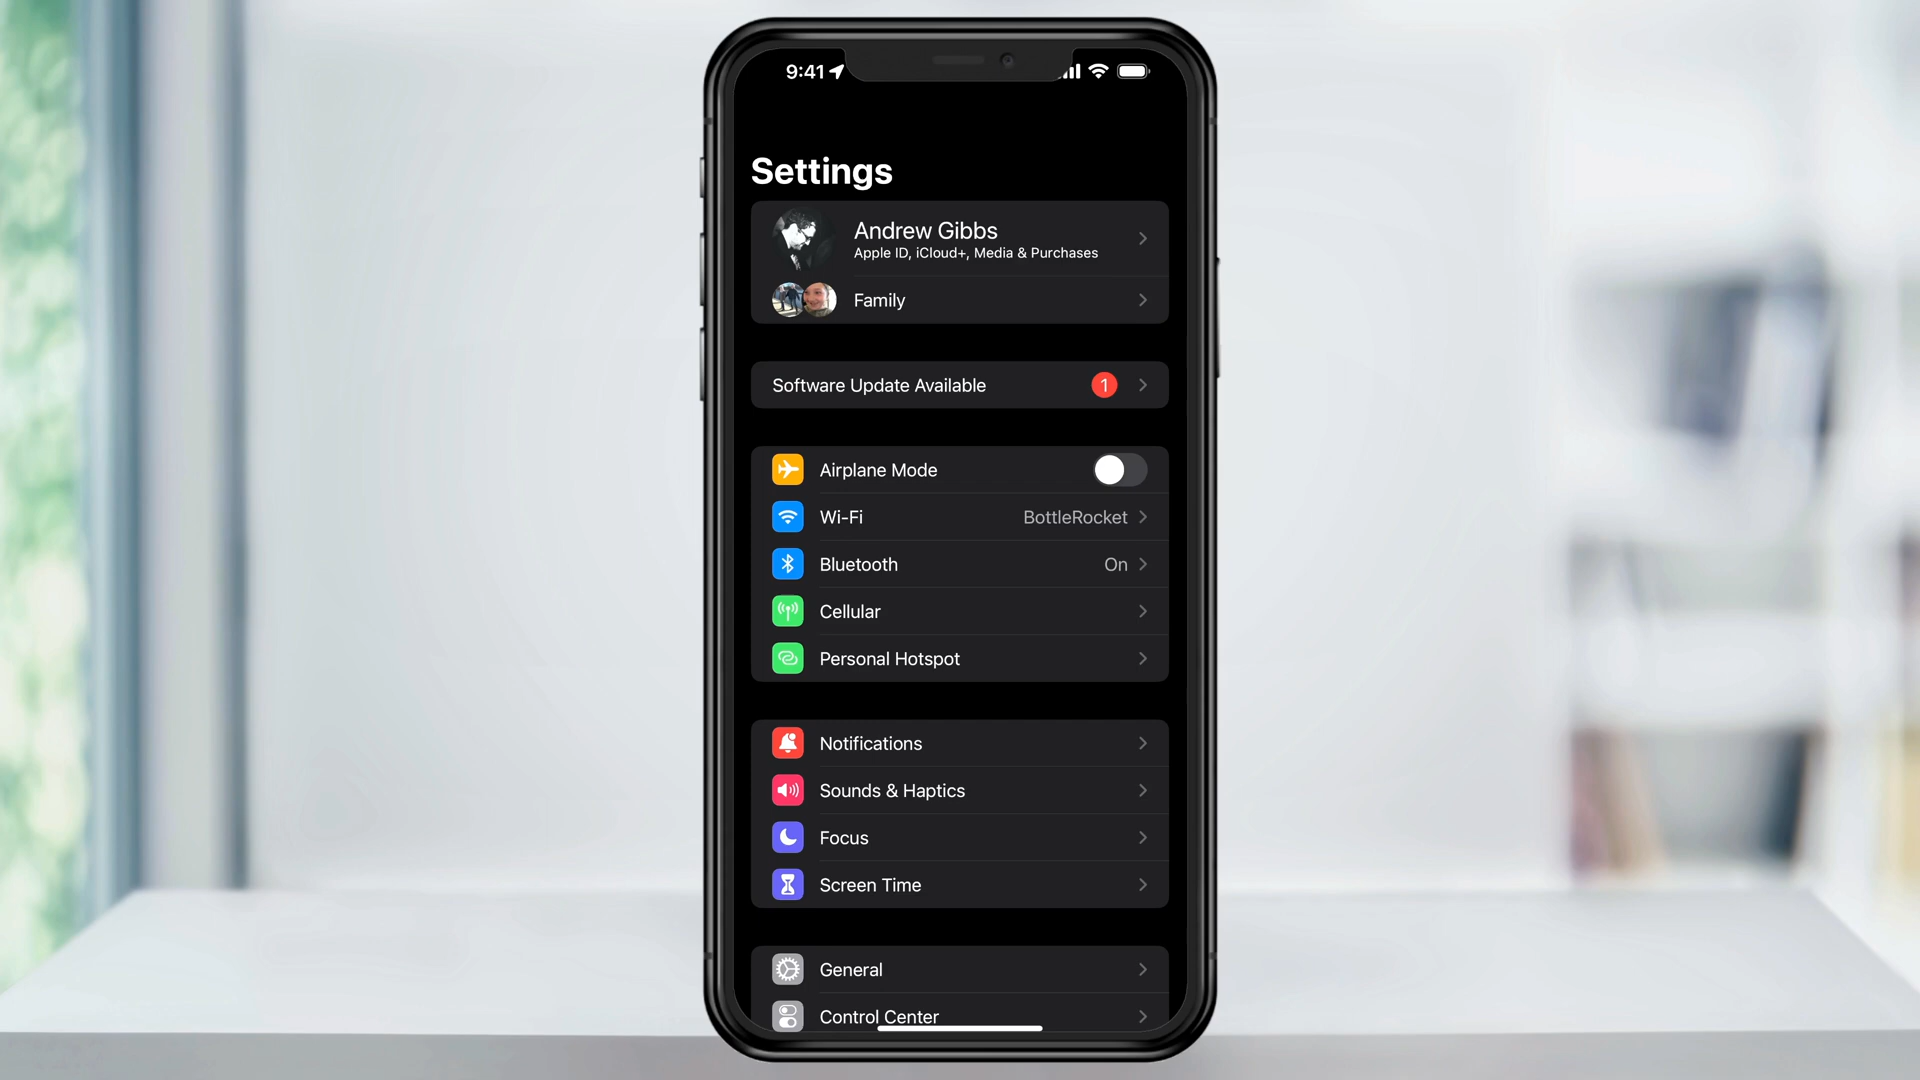 9:41
Settings
Andrew Gibbs
Apple ID, iCloud+, Media & Purchases
Family
Software Update Available 1
Airplane Mode
Wi-Fi BottleRocket
Bluetooth On
Cellular
Personal Hotspot
Notifications
Sounds & Haptics
Focus
Screen Time
General
Control Center